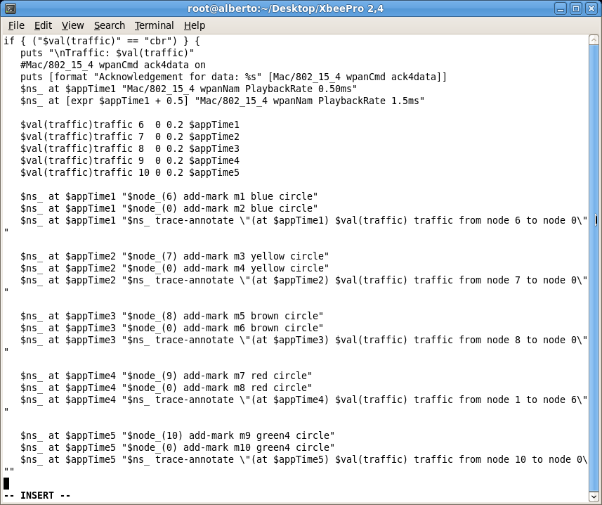 root@alberto:~/Desktop/XbeePro 2,4
File Edit View Search Terminal Help
if { ("$val(traffic)" == "cbr") } {
   puts "\nTraffic: $val(traffic)"
   #Mac/802_15_4 wpanCmd ack4data on
   puts [format "Acknowledgement for data: %s" [Mac/802_15_4 wpanCmd ack4data]]
   $ns_ at $appTime1 "Mac/802_15_4 wpanNam PlaybackRate 0.50ms"
   $ns_ at [expr $appTime1 + 0.5] "Mac/802_15_4 wpanNam PlaybackRate 1.5ms"

   $val(traffic)traffic 6  0 0.2 $appTime1
   $val(traffic)traffic 7  0 0.2 $appTime2
   $val(traffic)traffic 8  0 0.2 $appTime3
   $val(traffic)traffic 9  0 0.2 $appTime4
   $val(traffic)traffic 10 0 0.2 $appTime5

   $ns_ at $appTime1 "$node_(6) add-mark m1 blue circle"
   $ns_ at $appTime1 "$node_(0) add-mark m2 blue circle"
   $ns_ at $appTime1 "$ns_ trace-annotate \"(at $appTime1) $val(traffic) traffic from node 6 to node 0\"
"

   $ns_ at $appTime2 "$node_(7) add-mark m3 yellow circle"
   $ns_ at $appTime2 "$node_(0) add-mark m4 yellow circle"
   $ns_ at $appTime2 "$ns_ trace-annotate \"(at $appTime2) $val(traffic) traffic from node 7 to node 0\"
"

   $ns_ at $appTime3 "$node_(8) add-mark m5 brown circle"
   $ns_ at $appTime3 "$node_(0) add-mark m6 brown circle"
   $ns_ at $appTime3 "$ns_ trace-annotate \"(at $appTime3) $val(traffic) traffic from node 8 to node 0\"
"

   $ns_ at $appTime4 "$node_(9) add-mark m7 red circle"
   $ns_ at $appTime4 "$node_(0) add-mark m8 red circle"
   $ns_ at $appTime4 "$ns_ trace-annotate \"(at $appTime4) $val(traffic) traffic from node 1 to node 6\"
"

   $ns_ at $appTime5 "$node_(10) add-mark m9 green4 circle"
   $ns_ at $appTime5 "$node_(0) add-mark m10 green4 circle"
   $ns_ at $appTime5 "$ns_ trace-annotate \"(at $appTime5) $val(traffic) traffic from node 10 to node 0\
""
-- INSERT --